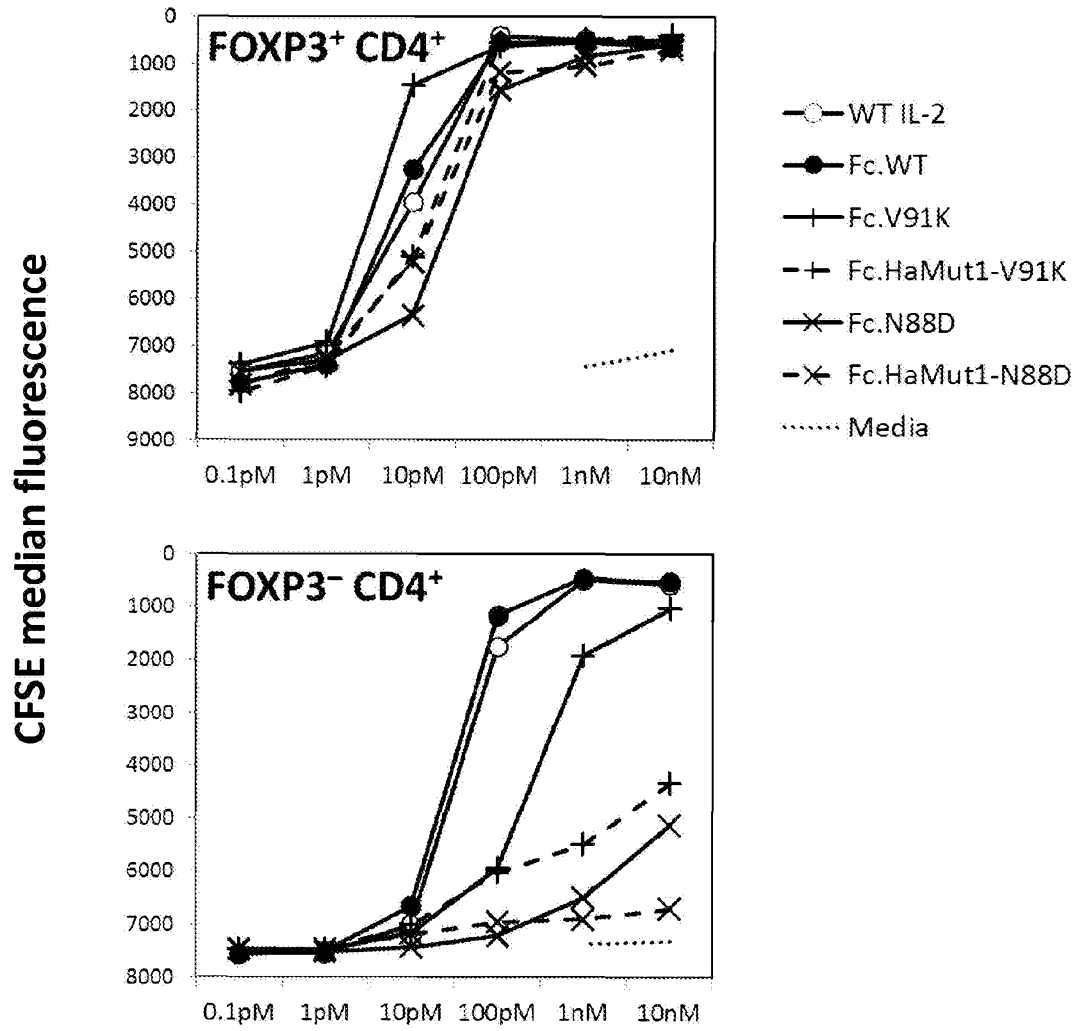 CFSE median fluorescence
FOXP3⁺ CD4⁺
0
1000
2000
3000
4000
5000
6000
7000
8000
9000
0.1pM 1pM 10pM 100pM 1nM 10nM
WT IL-2
Fc.WT
Fc.V91K
Fc.HaMut1-V91K
Fc.N88D
Fc.HaMut1-N88D
Media
FOXP3⁻ CD4⁺
0
1000
2000
3000
4000
5000
6000
7000
8000
0.1pM 1pM 10pM 100pM 1nM 10nM